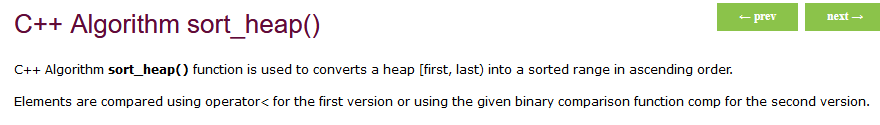 C++ Algorithm sort_heap()
← prev
next →
C++ Algorithm sort_heap() function is used to converts a heap [first, last) into a sorted range in ascending order.
Elements are compared using operator< for the first version or using the given binary comparison function comp for the second version.